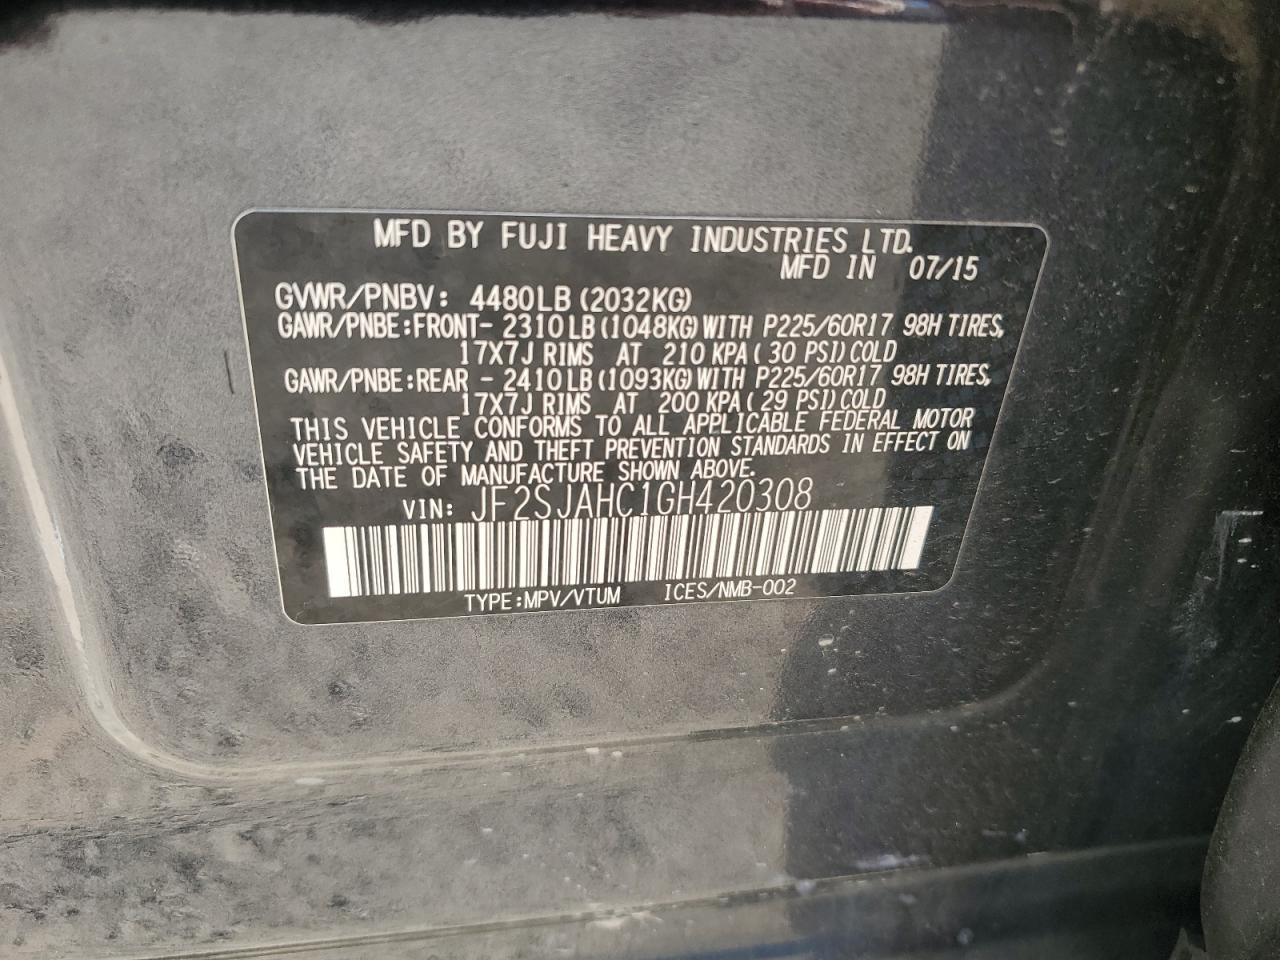 MFD BY FUJI HEAVY INDUSTRIES LTD.
MFD IN 07/15
GVWR/PNBV: 4480LB (2032KG)
GAWR/PNBE:FRONT- 2310LB (1048KG) WITH P225/60R17 98H TIRES,
17X7J RIMS AT 210 KPA ( 30 PSI) COLD
GAWR/PNBE:REAR - 2410LB (1093KG) WITH P225/60R17 98H TIRES,
17X7J RIMS AT 200 KPA ( 29 PSI) COLD
THIS VEHICLE CONFORMS TO ALL APPLICABLE FEDERAL MOTOR
VEHICLE SAFETY AND THEFT PREVENTION STANDARDS IN EFFECT ON
THE DATE OF MANUFACTURE SHOWN ABOVE.
VIN: JF2SJAHC1GH420308
TYPE:MPV/VTUM ICES/NMB-002